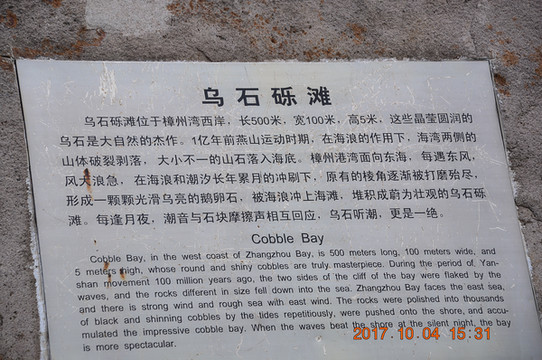 乌石砾滩
乌石砾滩位于樟州湾西岸，长500米，宽100米，高5米，这些晶莹圆润的
乌石是大自然的杰作。1亿年前燕山运动时期，在海浪的作用下，海湾两侧的
山体破裂剥落，大小不一的山石落入海底。樟州港湾面向东海，每遇东风，
风大浪急，在海浪和潮汐长年累月的冲刷下，原有的棱角逐渐被打磨殆尽，
形成一颗颗光滑乌亮的鹅卵石，被海浪冲上海滩，堆积成蔚为壮观的乌石砾
滩。每逢月夜，潮音与石块摩擦声相互回应，乌石听潮，更是一绝。
Cobble Bay
Cobble Bay, in the west coast of Zhangzhou Bay, is 500 meters long, 100 meters wide, and
5 meters high, whose round and shiny cobbles are truly masterpiece. During the period of Yan-
shan movement 100 million years ago, the two sides of the cliff of the bay were flaked by the
waves, and the rocks different in size fell down into the sea. Zhangzhou Bay faces the east sea,
and there is strong wind and rough sea with east wind. The rocks were polished into thousands
of black and shinning cobbles by the tides repetitiously, were pushed onto the shore, and accu-
mulated the impressive cobble bay. When the waves beat the shore at the silent night, the bay
is more spectacular.
2017.10.04 15:31